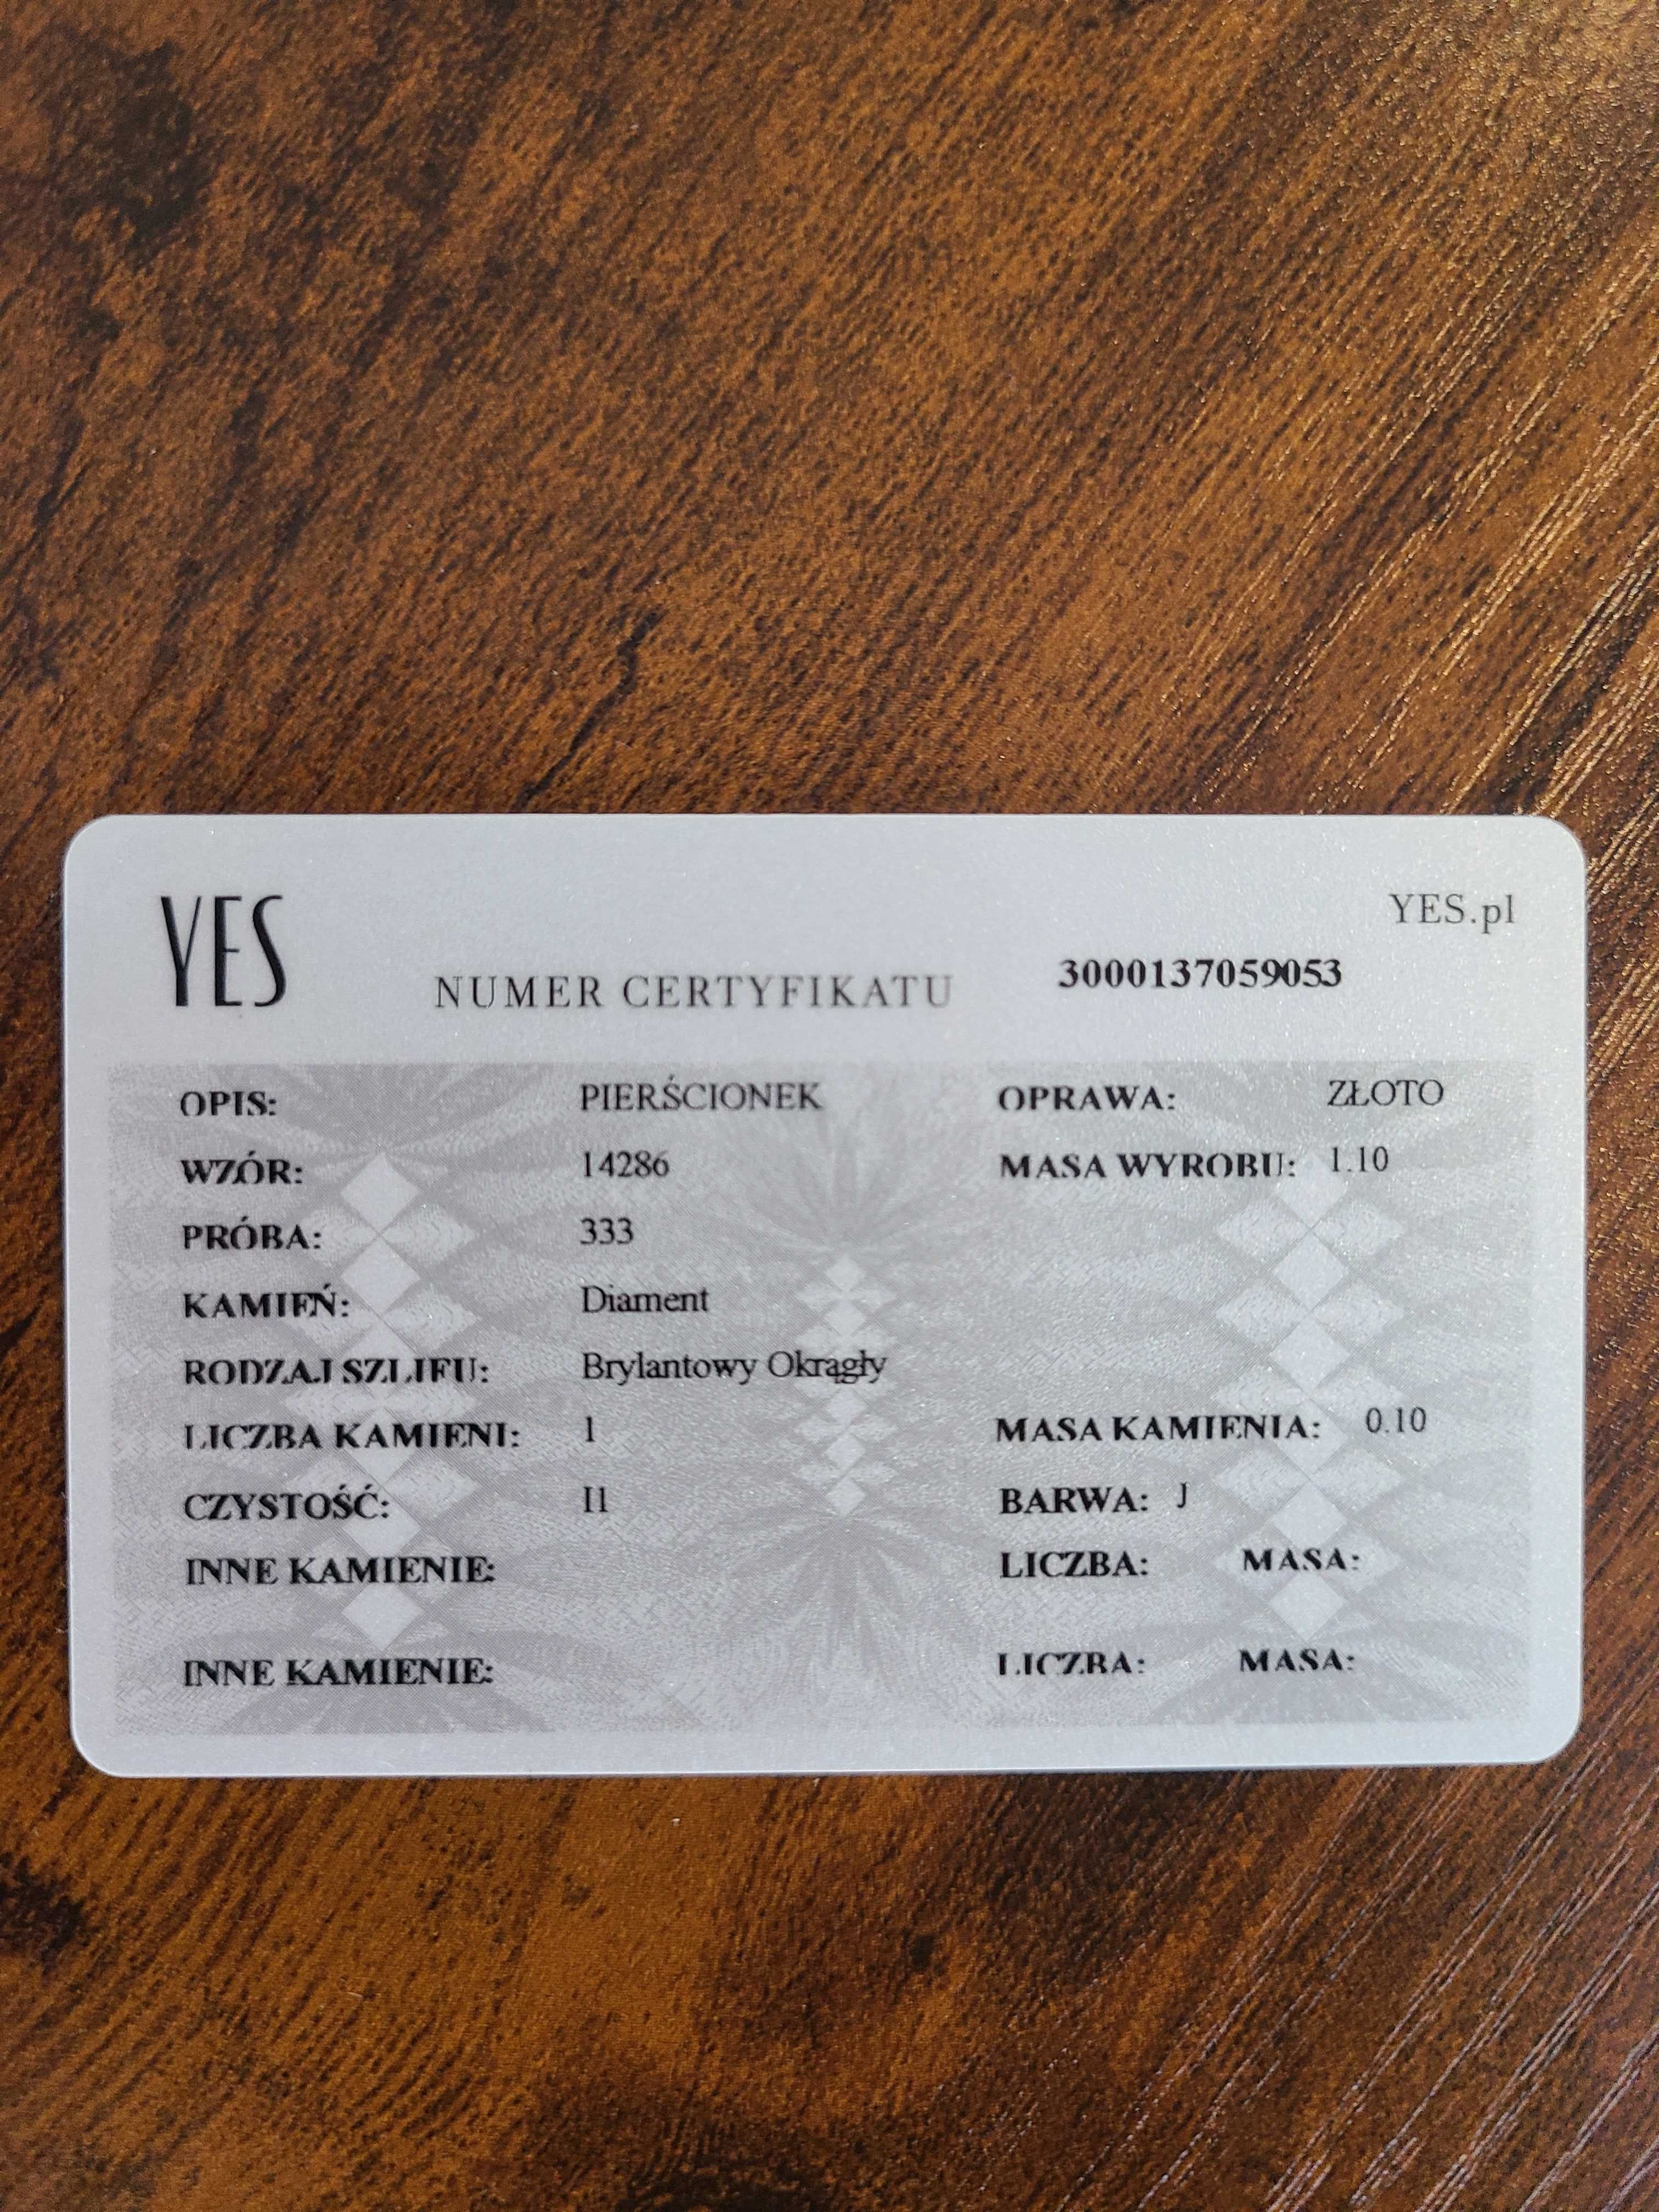 YES
YES.pl
NUMER CERTYFIKATU 3000137059053
OPIS: PIERŚCIONEK OPRAWA: ZŁOTO
WZÓR: 14286 MASA WYROBU: 1.10
PRÓBA: 333
KAMIEŃ: Diament
RODZAJ SZLIFU: Brylantowy Okrągły
LICZBA KAMIENI: 1 MASA KAMIENIA: 0.10
CZYSTOŚĆ: I1 BARWA: J
INNE KAMIENIE: LICZBA: MASA:
INNE KAMIENIE: LICZBA: MASA: